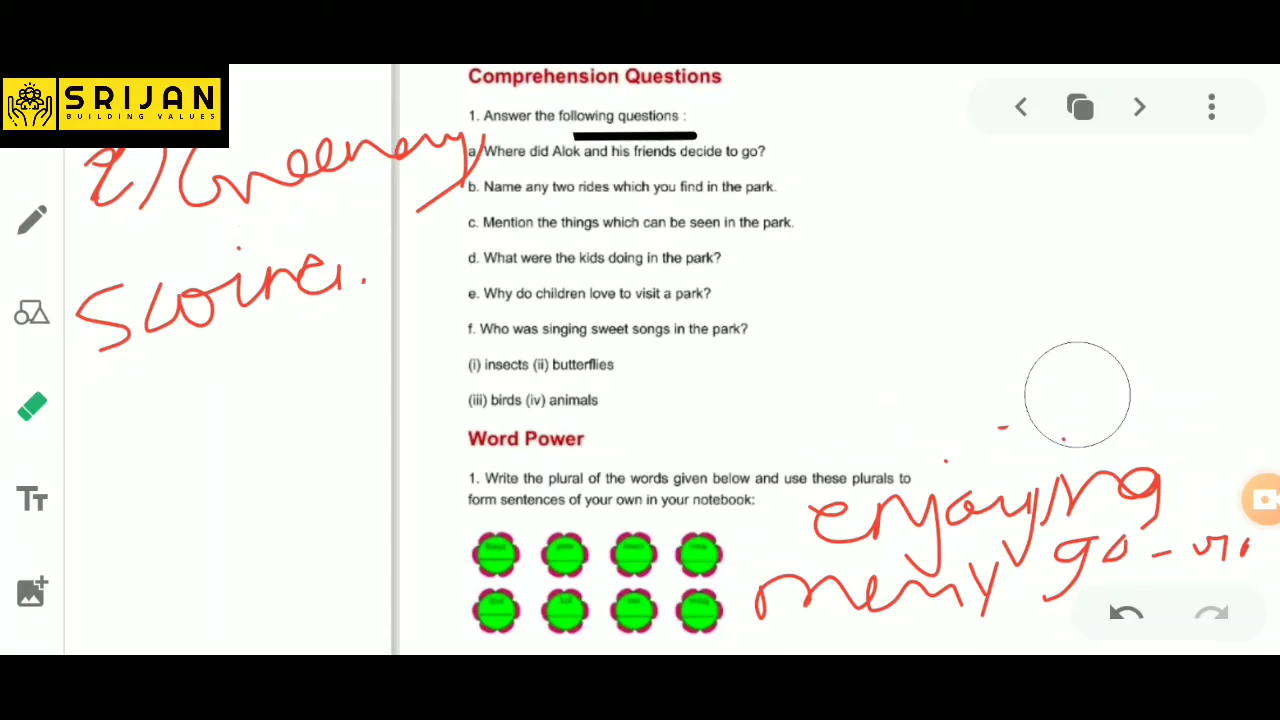 SRIJAN
BUILDING VALUES
Comprehension Questions
1. Answer the following questions :
a. Where did Alok and his friends decide to go?
b. Name any two rides which you find in the park.
c. Mention the things which can be seen in the park.
d. What were the kids doing in the park?
e. Why do children love to visit a park?
f. Who was singing sweet songs in the park?
(i) insects (ii) butterflies
(iii) birds (iv) animals
2) Greenery
Word Power
1. Write the plural of the words given below and use these plurals to
form sentences of your own in your notebook:
enjoying
merry go-
Tт